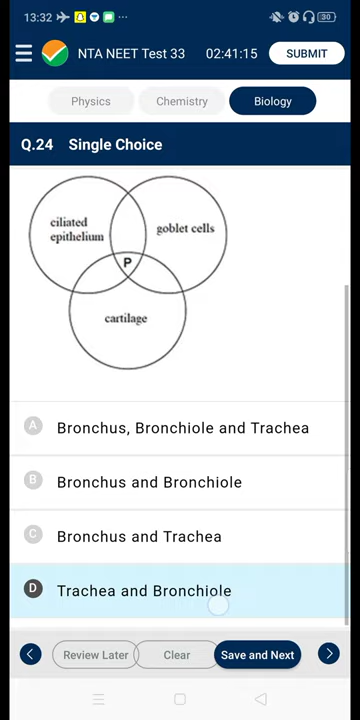 13:32
30
NTA NEET Test 33
02:41:15
SUBMIT
Physics
Chemistry
Biology
Q.24 Single Choice
ciliated
epithelium
goblet cells
P
cartilage
A Bronchus, Bronchiole and Trachea
B Bronchus and Bronchiole
C Bronchus and Trachea
D Trachea and Bronchiole
Review Later
Clear
Save and Next